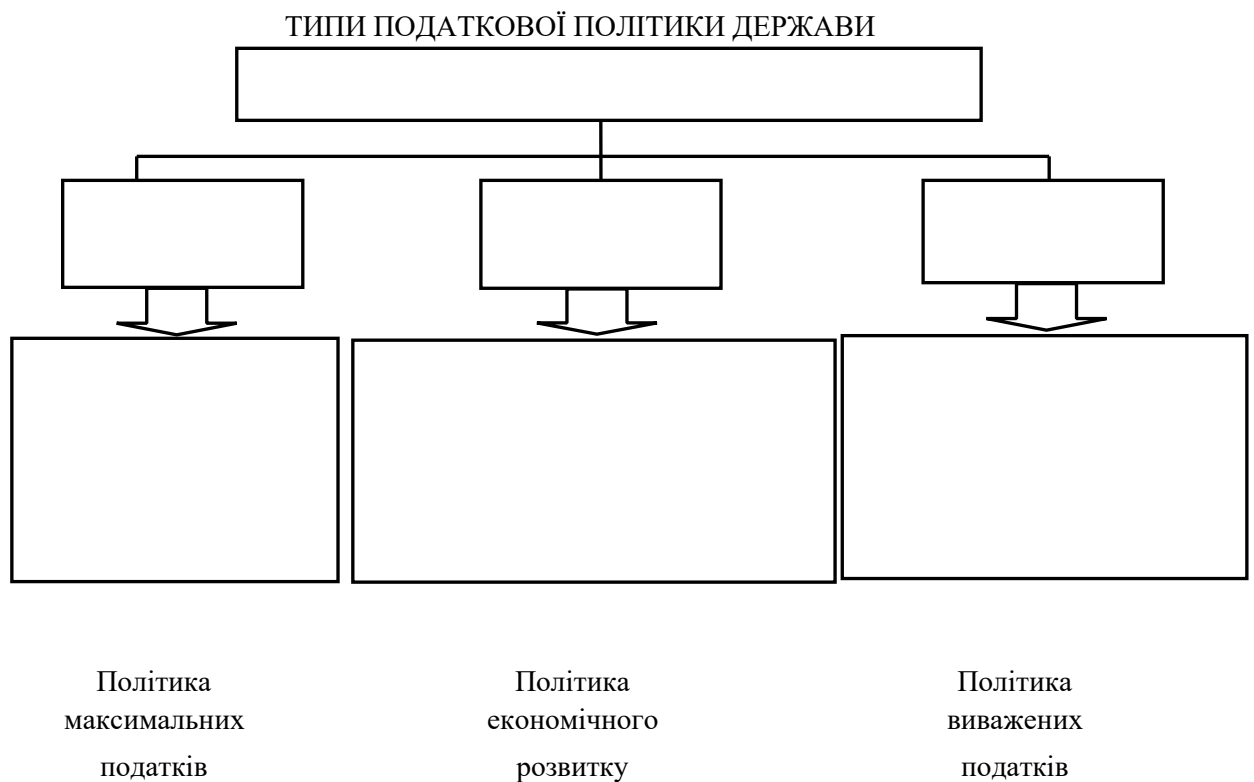 ТИПИ ПОДАТКОВОЇ ПОЛІТИКИ ДЕРЖАВИ
Політика
максимальних
податків
Політика
економічного
розвитку
Політика
виважених
податків